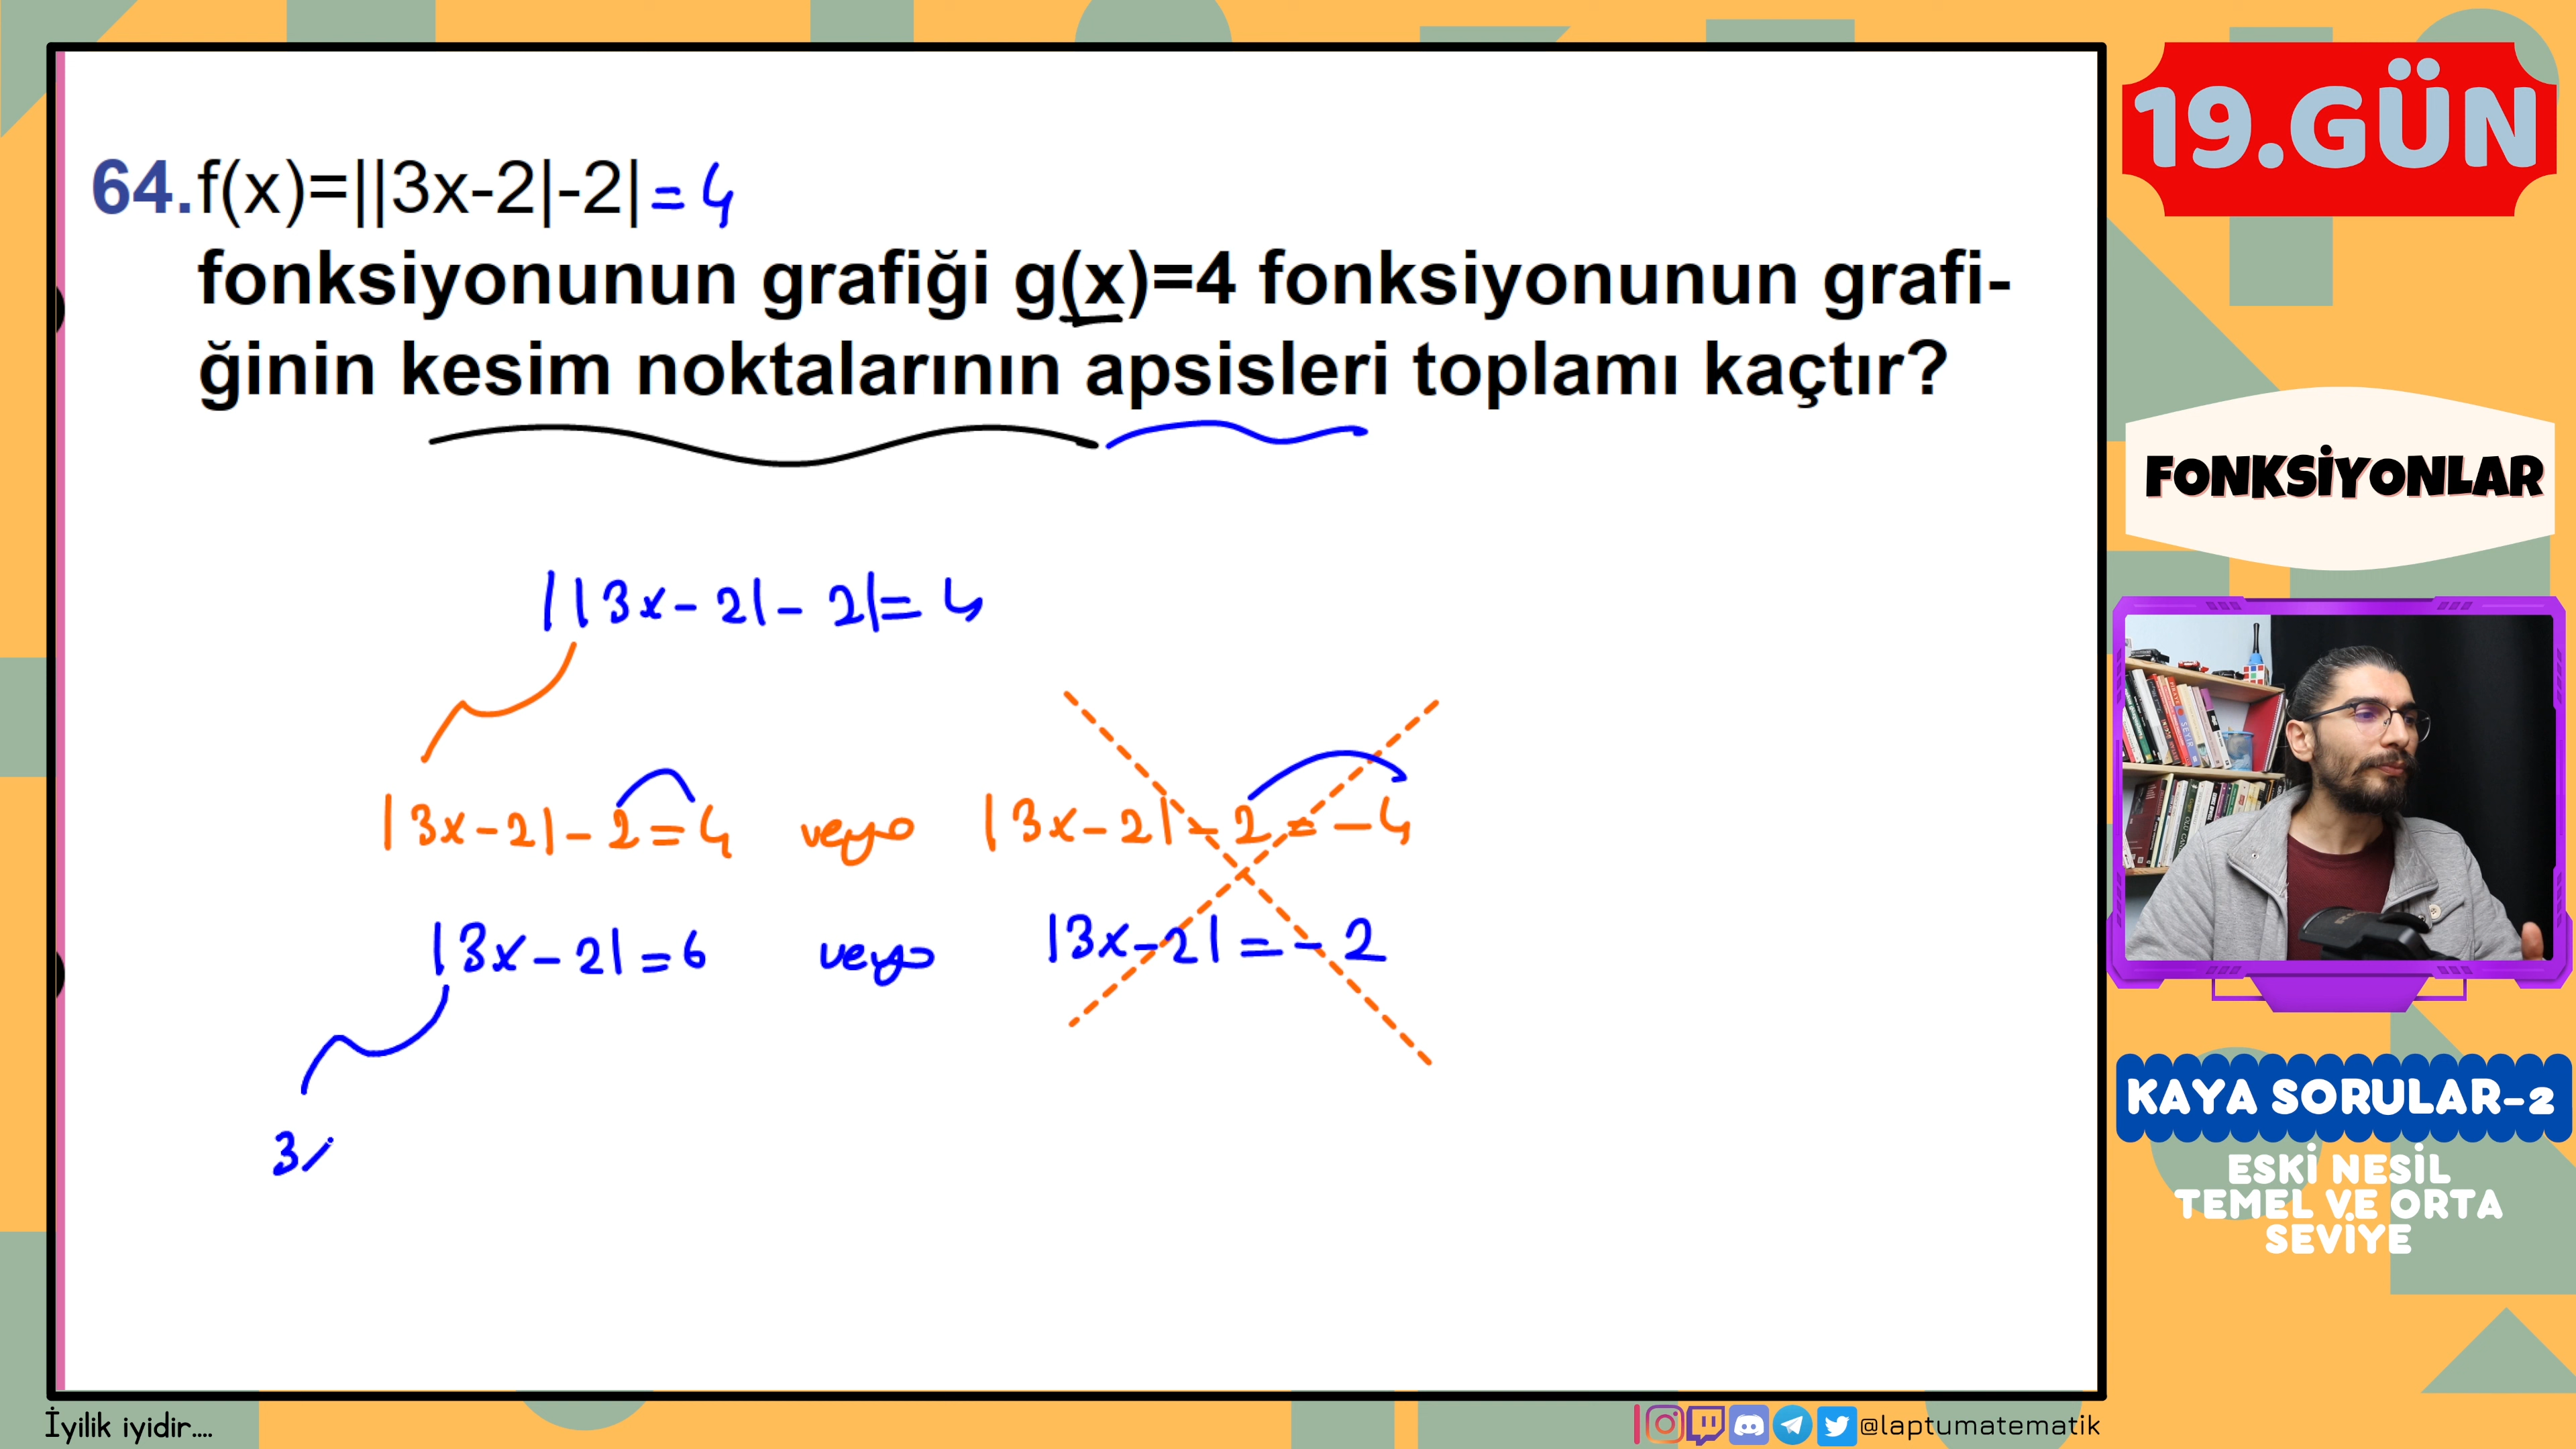 64. f(x)=||3x-2|-2| = 4
fonksiyonunun grafiği g(x)=4 fonksiyonunun grafi-
ğinin kesim noktalarının apsisleri toplamı kaçtır?
||3x-2|-2|=4
|3x-2|-2=4 veya |3x-2|-2=-4
|3x-2|=6 veya |3x-2|=-2
3
19.GÜN
FONKSİYONLAR
KAYA SORULAR-2
ESKİ NESİL
TEMEL VE ORTA
SEVİYE
İyilik iyidir....
@laptumatematik